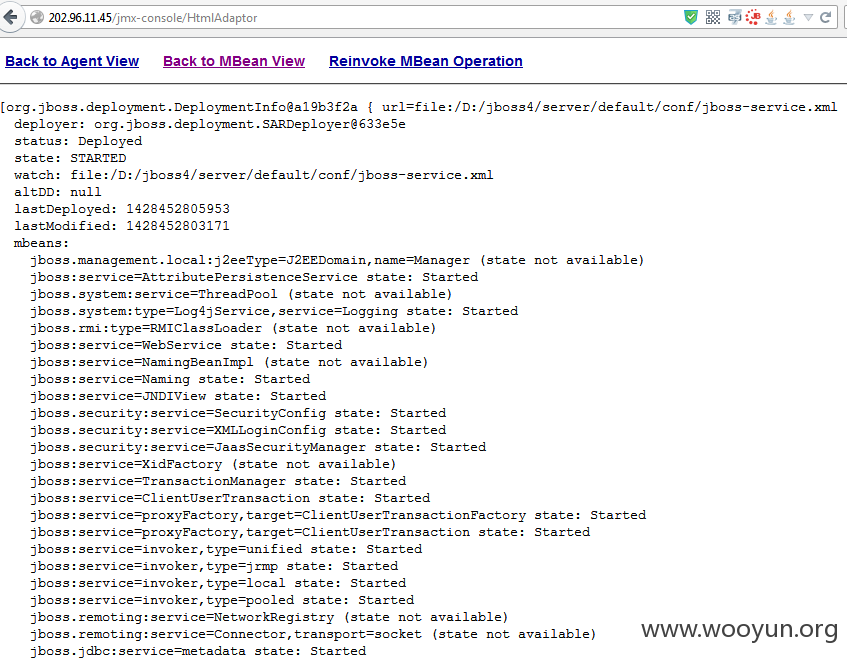 202.96.11.45/jmx-console/HtmlAdaptor
Back to Agent View Back to MBean View Reinvoke MBean Operation
[org.jboss.deployment.DeploymentInfo@a19b3f2a { url=file:/D:/jboss4/server/default/conf/jboss-service.xml
deployer: org.jboss.deployment.SARDeployer@633e5e
status: Deployed
state: STARTED
watch: file:/D:/jboss4/server/default/conf/jboss-service.xml
altDD: null
lastDeployed: 1428452805953
lastModified: 1428452803171
mbeans:
jboss.management.local:j2eeType=J2EEDomain,name=Manager (state not available)
jboss:service=AttributePersistenceService state: Started
jboss.system:service=ThreadPool (state not available)
jboss.system:type=Log4jService,service=Logging state: Started
jboss.rmi:type=RMIClassLoader (state not available)
jboss:service=WebService state: Started
jboss:service=NamingBeanImpl (state not available)
jboss:service=Naming state: Started
jboss:service=JNDIView state: Started
jboss.security:service=SecurityConfig state: Started
jboss.security:service=XMLLoginConfig state: Started
jboss.security:service=JaasSecurityManager state: Started
jboss:service=XidFactory (state not available)
jboss:service=TransactionManager state: Started
jboss:service=ClientUserTransaction state: Started
jboss:service=proxyFactory,target=ClientUserTransactionFactory state: Started
jboss:service=proxyFactory,target=ClientUserTransaction state: Started
jboss:service=invoker,type=unified state: Started
jboss:service=invoker,type=jrmp state: Started
jboss:service=invoker,type=local state: Started
jboss:service=invoker,type=pooled state: Started
jboss.remoting:service=NetworkRegistry (state not available)
jboss.remoting:service=Connector,transport=socket (state not available)
jboss.jdbc:service=metadata state: Started
www.wooyun.org